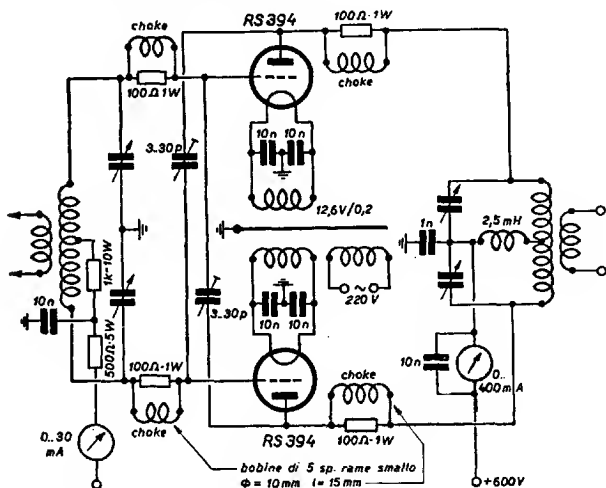 RS394
choke
100Ω 1W
100Ω-1W
choke
10n
10n
3..30p
12,6V/0,2
1n
2,5mH
1k-10W
220V
10n
500Ω-5W
3..30p
10n
10n
10n
0..
400mA
100Ω-1W
choke
choke
RS394
100Ω-1W
0..30
mA
bobine di 5 sp. rame smalto
Φ = 10mm l = 15mm
+600V